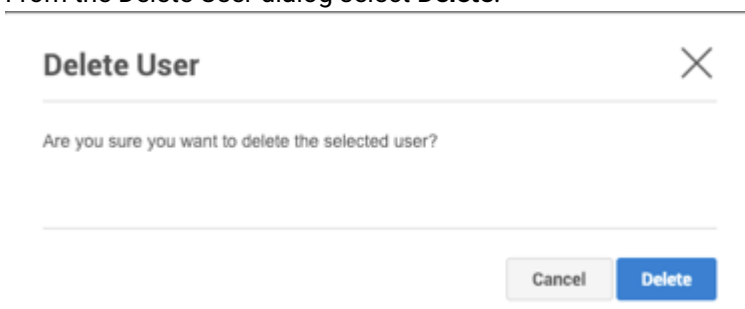 From the Delete User dialog select Delete.
Delete User
Are you sure you want to delete the selected user?
Cancel
Delete